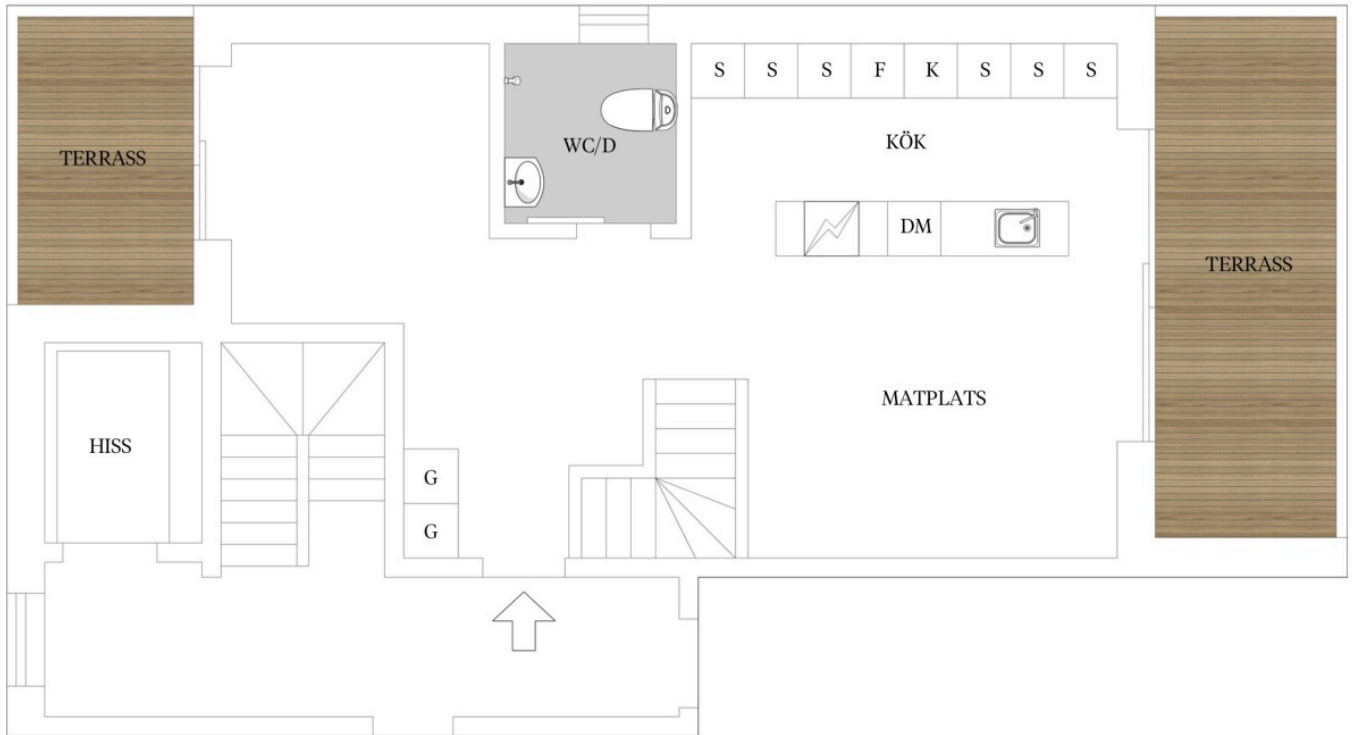 S S S F K S S S
WC/D
KÖK
TERRASS
DM
TERRASS
MATPLATS
HISS
G
G